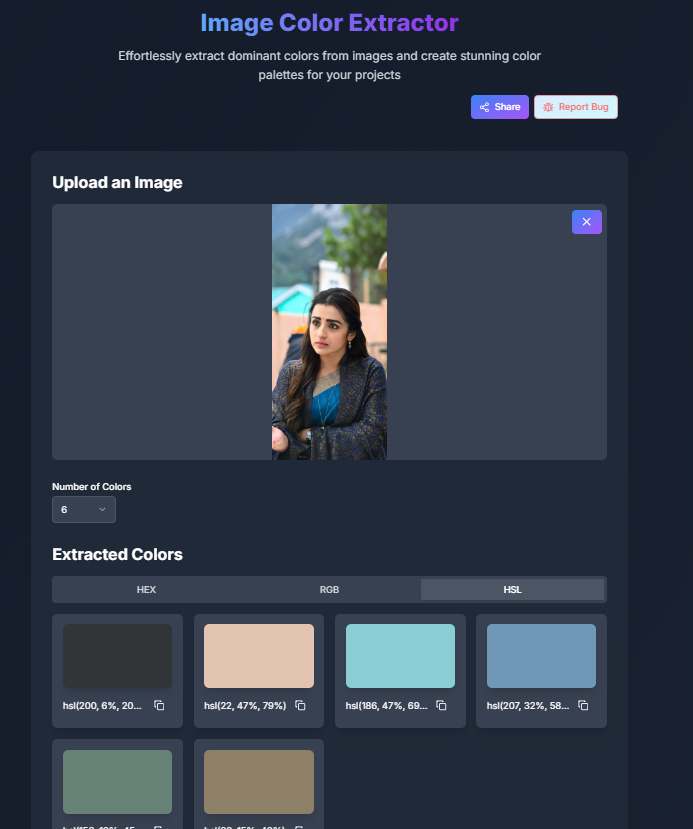 Image Color Extractor
Effortlessly extract dominant colors from images and create stunning color
palettes for your projects
Share
Report Bug
Upload an Image
Number of Colors
6
Extracted Colors
HEX RGB HSL
hsl(200, 6%, 20... hsl(22, 47%, 79%) hsl(186, 47%, 69... hsl(207, 32%, 58...